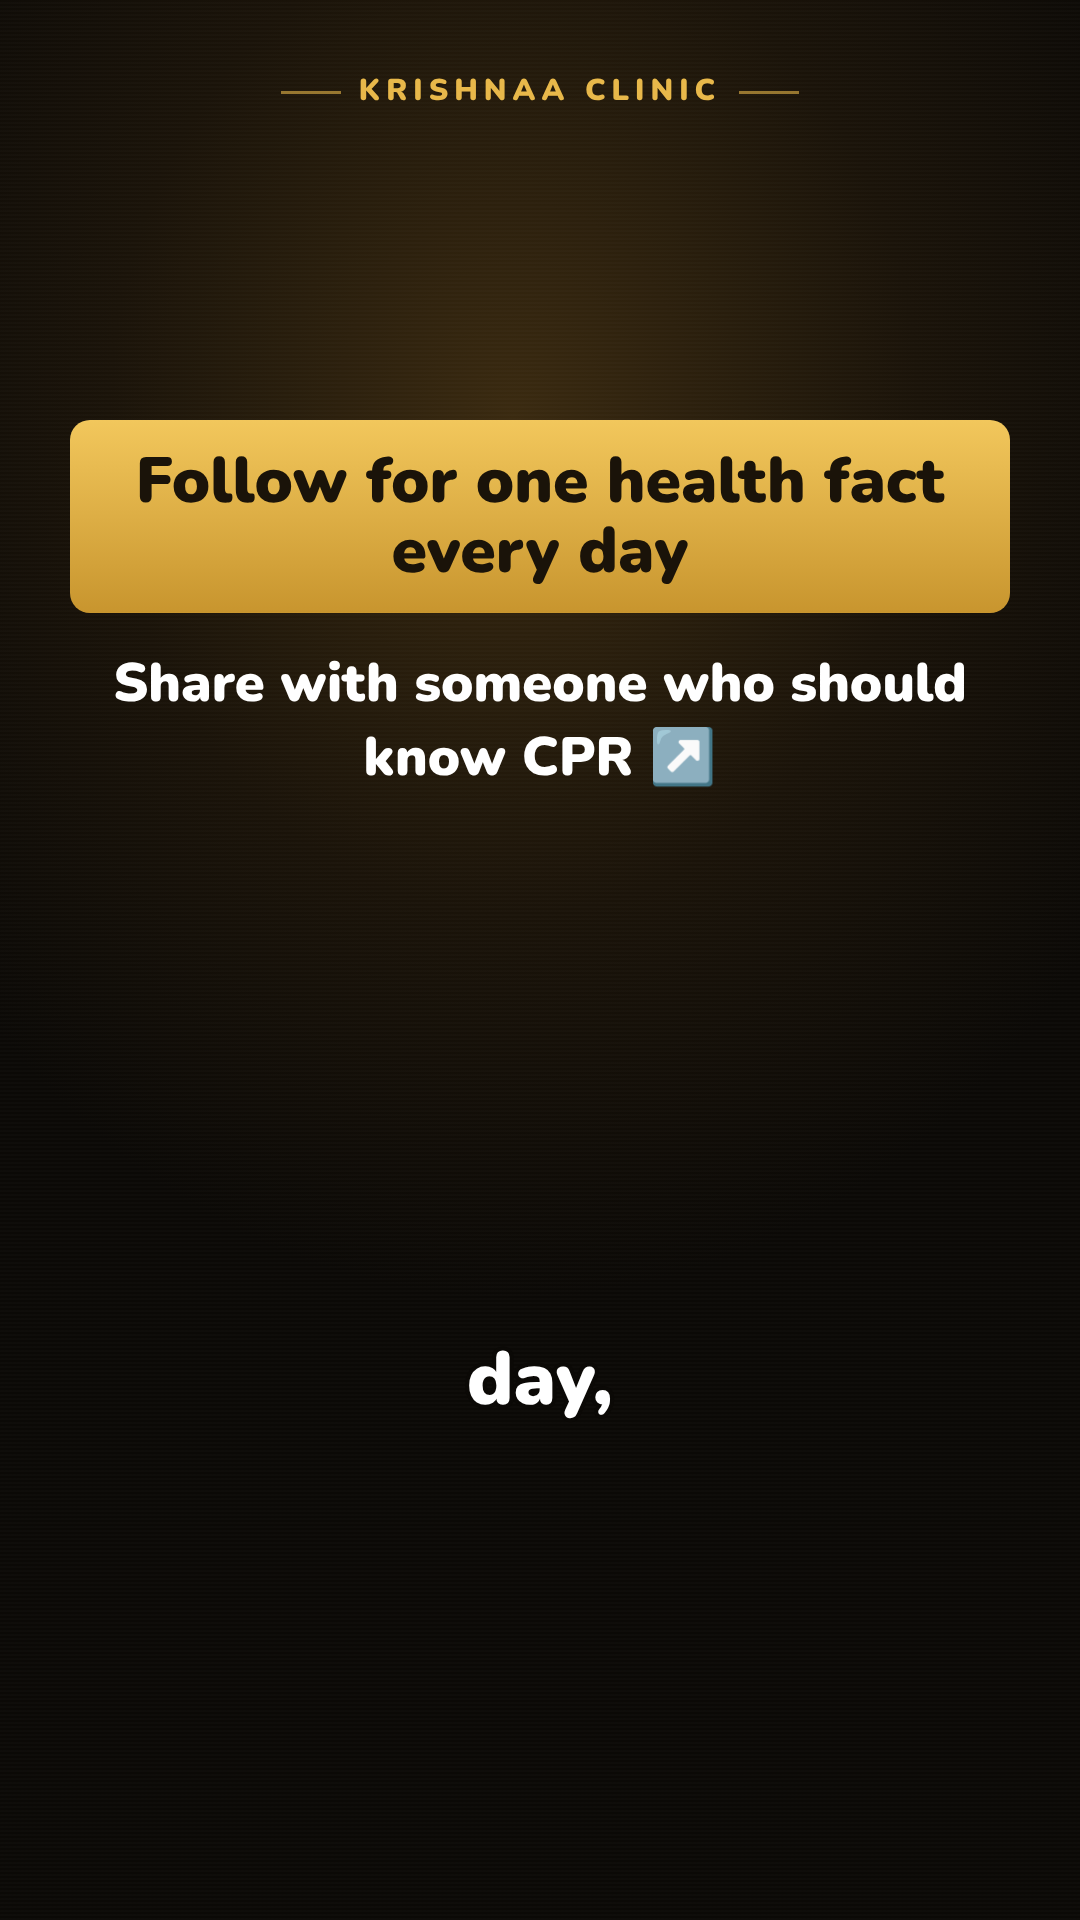 KRISHNAA CLINIC
Follow for one health fact
every day
Share with someone who should
know CPR ↗️
day,